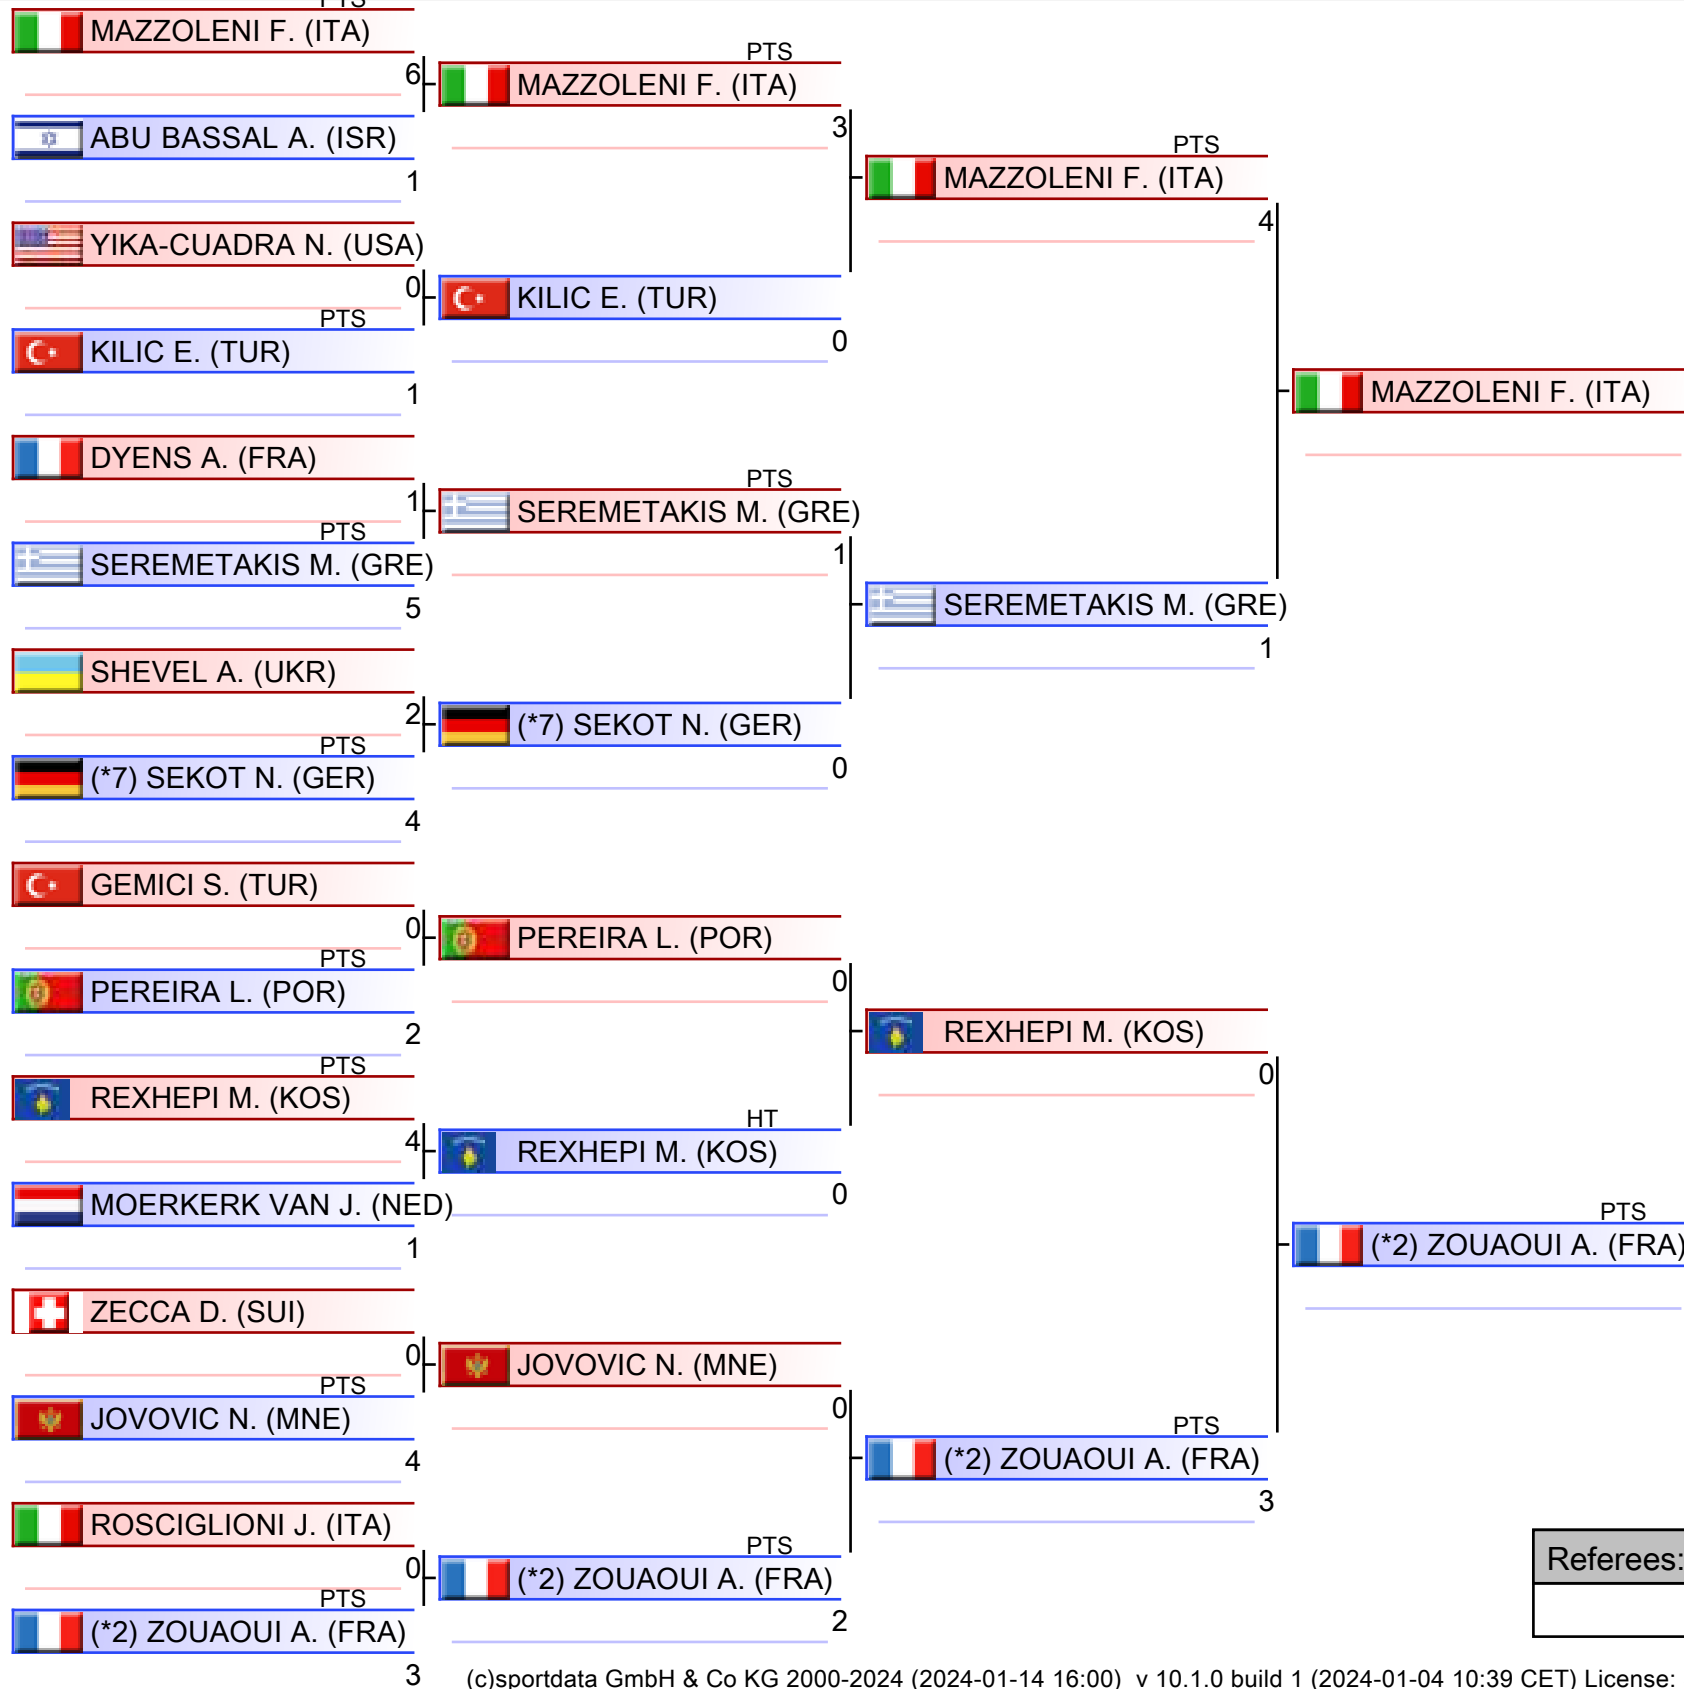 PTS
MAZZOLENI F. (ITA)
6
ABU BASSAL A. (ISR)
1
YIKA-CUADRA N. (USA)
0
PTS
KILIC E. (TUR)
1
DYENS A. (FRA)
1
PTS
SEREMETAKIS M. (GRE)
5
SHEVEL A. (UKR)
2
PTS
(*7) SEKOT N. (GER)
4
GEMICI S. (TUR)
0
PTS
PEREIRA L. (POR)
2
PTS
REXHEPI M. (KOS)
4
MOERKERK VAN J. (NED)
1
ZECCA D. (SUI)
0
PTS
JOVOVIC N. (MNE)
4
ROSCIGLIONI J. (ITA)
0
PTS
(*2) ZOUAOUI A. (FRA)
3
PTS
MAZZOLENI F. (ITA)
3
KILIC E. (TUR)
0
PTS
SEREMETAKIS M. (GRE)
1
(*7) SEKOT N. (GER)
0
PEREIRA L. (POR)
0
HT
REXHEPI M. (KOS)
0
JOVOVIC N. (MNE)
0
PTS
(*2) ZOUAOUI A. (FRA)
2
PTS
MAZZOLENI F. (ITA)
4
SEREMETAKIS M. (GRE)
1
REXHEPI M. (KOS)
0
PTS
(*2) ZOUAOUI A. (FRA)
3
MAZZOLENI F. (ITA)
PTS
(*2) ZOUAOUI A. (FRA)
Referees:
(c)sportdata GmbH & Co KG 2000-2024 (2024-01-14 16:00) v 10.1.0 build 1 (2024-01-04 10:39 CET) License: